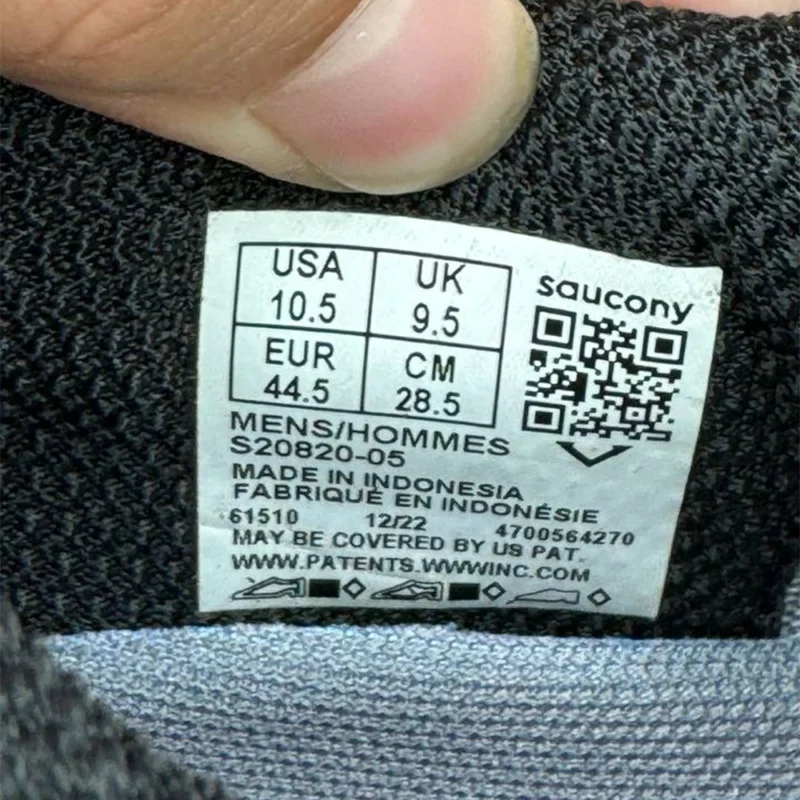 USA UK
10.5 9.5
EUR CM
44.5 28.5
saucony
MENS/HOMMES
S20820-05
MADE IN INDONESIA
FABRIQUÉ EN INDONÉSIE
61510 12/22 4700564270
MAY BE COVERED BY US PAT.
WWW.PATENTS.WWWINC.COM